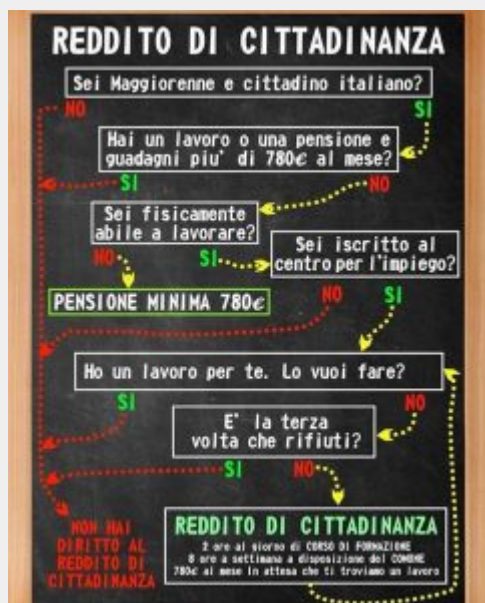 REDDITO DI CITTADINANZA
Sei Maggiorenne e cittadino italiano?
NO
SI
Hai un lavoro o una pensione e
guadagni piu' di 780€ al mese?
SI
NO
Sei fisicamente
abile a lavorare?
NO
SI
Sei iscritto al
centro per l'impiego?
PENSIONE MINIMA 780€
NO
SI
Ho un lavoro per te. Lo vuoi fare?
SI
NO
E' la terza
volta che rifiuti?
SI
NO
NON HAI
DIRITTO AL
REDDITO DI
CITTADINANZA
REDDITO DI CITTADINANZA
2 ore al giorno di CORSO DI FORMAZIONE
8 ore a settimana a disposizione del COMUNE
780€ al mese in attesa che ti troviamo un lavoro